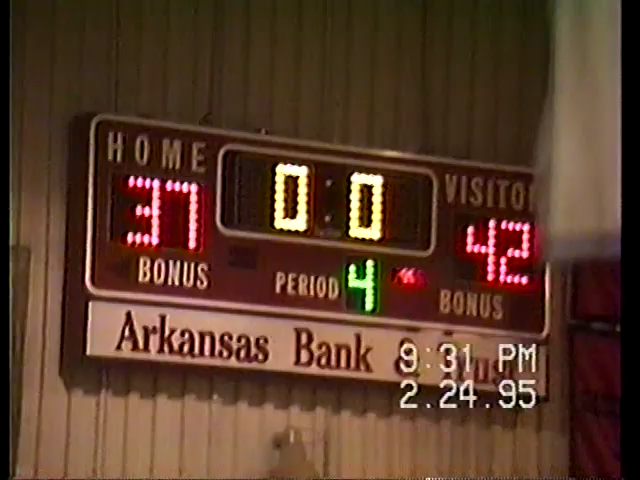 HOME
0:0
VISITO
37
42
BONUS
PERIOD 4
BONUS
Arkansas Bank &
9:31 PM
2.24.95